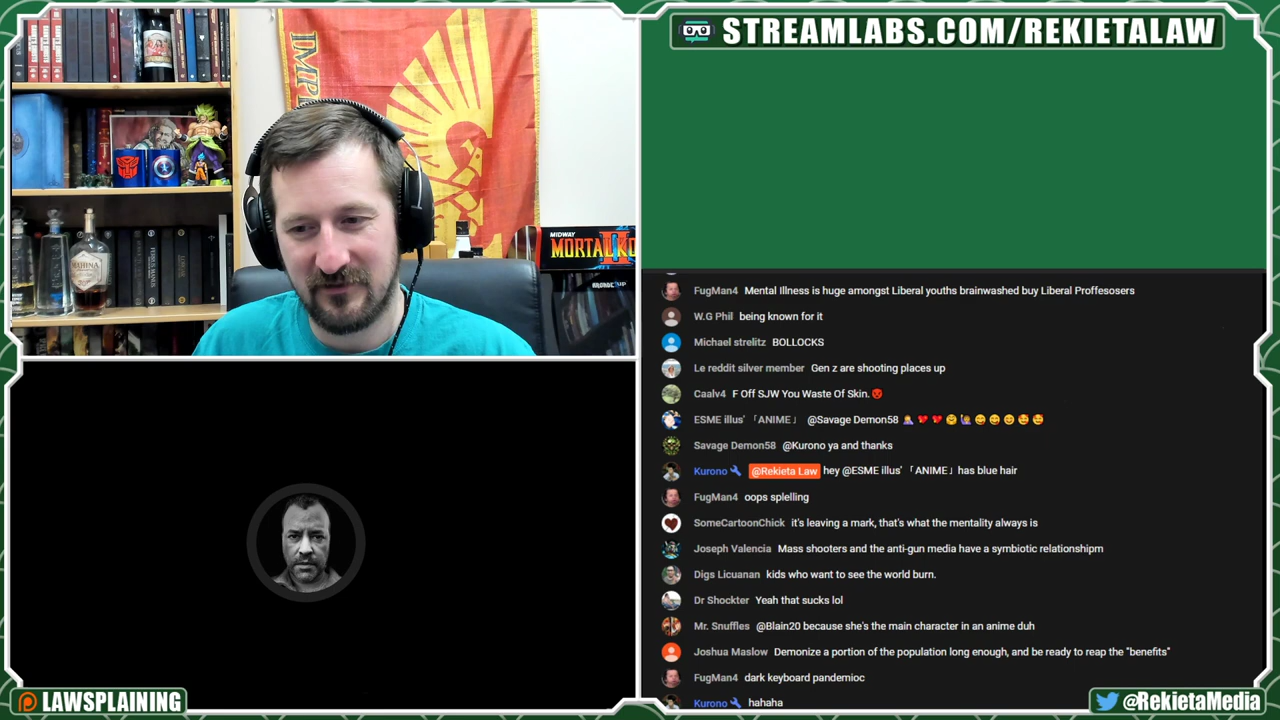 STREAMLABS.COM/REKIETALAW
IMP
MIDWAY
MORTAL KO
II
FugMan4 Mental Illness is huge amongst Liberal youths brainwashed buy Liberal Proffesosers
W.G Phil being known for it
Michael strelitz BOLLOCKS
Le reddit silver member Gen z are shooting places up
Caalv4 F Off SJW You Waste Of Skin.😡
ESME illus' 「ANIME」 @Savage Demon58
Savage Demon58 @Kurono ya and thanks
Kurono @Rekieta Law hey @ESME illus' 「ANIME」has blue hair
FugMan4 oops splelling
SomeCartoonChick it's leaving a mark, that's what the mentality always is
Joseph Valencia Mass shooters and the anti-gun media have a symbiotic relationshipm
Digs Licuanan kids who want to see the world burn.
Dr Shockter Yeah that sucks lol
Mr. Snuffles @Blain20 because she's the main character in an anime duh
Joshua Maslow Demonize a portion of the population long enough, and be ready to reap the "benefits"
FugMan4 dark keyboard pandemioc
Kurono hahaha
LAWSPLAINING
@RekietaMedia